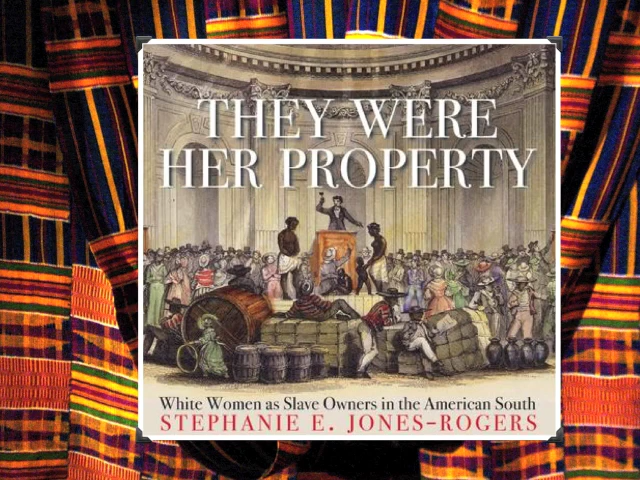 THEY WERE
HER PROPERTY
White Women as Slave Owners in the American South
STEPHANIE E. JONES-ROGERS